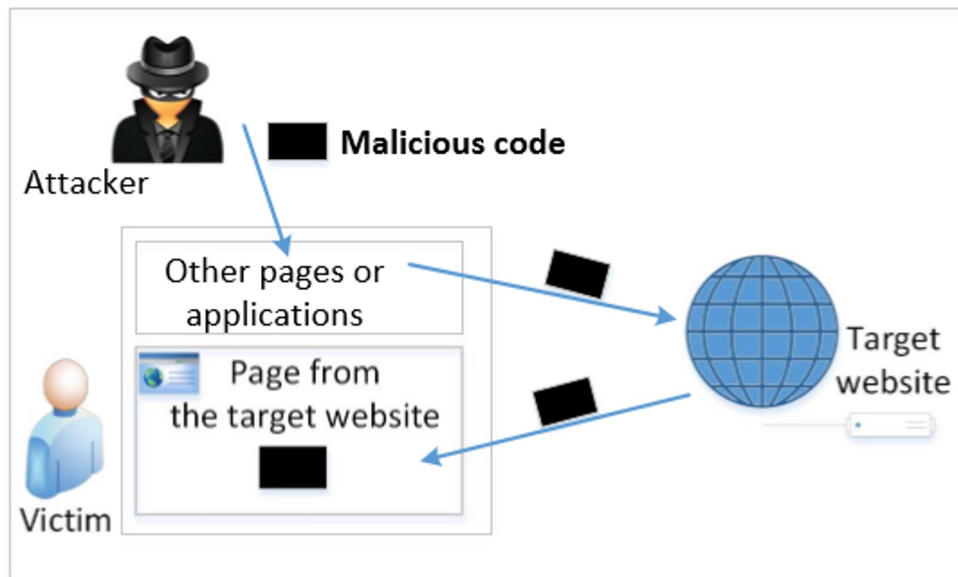 Malicious code
Attacker
Other pages or
applications
Page from
the target website
Target
website
Victim